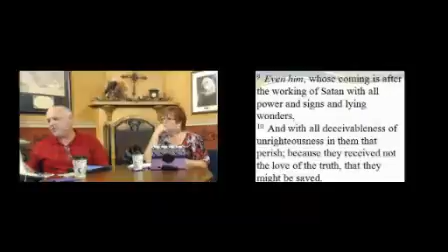 9 Even him, whose coming is after
the working of Satan with all
power and signs and lying
wonders,
10 And with all deceivableness of
unrighteousness in them that
perish; because they received not
the love of the truth, that they
might be saved.